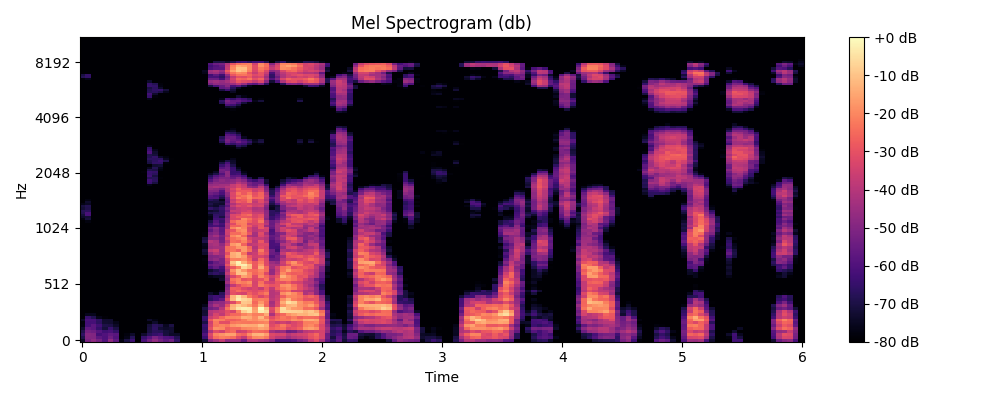 Mel Spectrogram (db)
Hz
8192
4096
2048
1024
512
0
0 1 2 3 4 5 6
Time
+0 dB
-10 dB
-20 dB
-30 dB
-40 dB
-50 dB
-60 dB
-70 dB
-80 dB